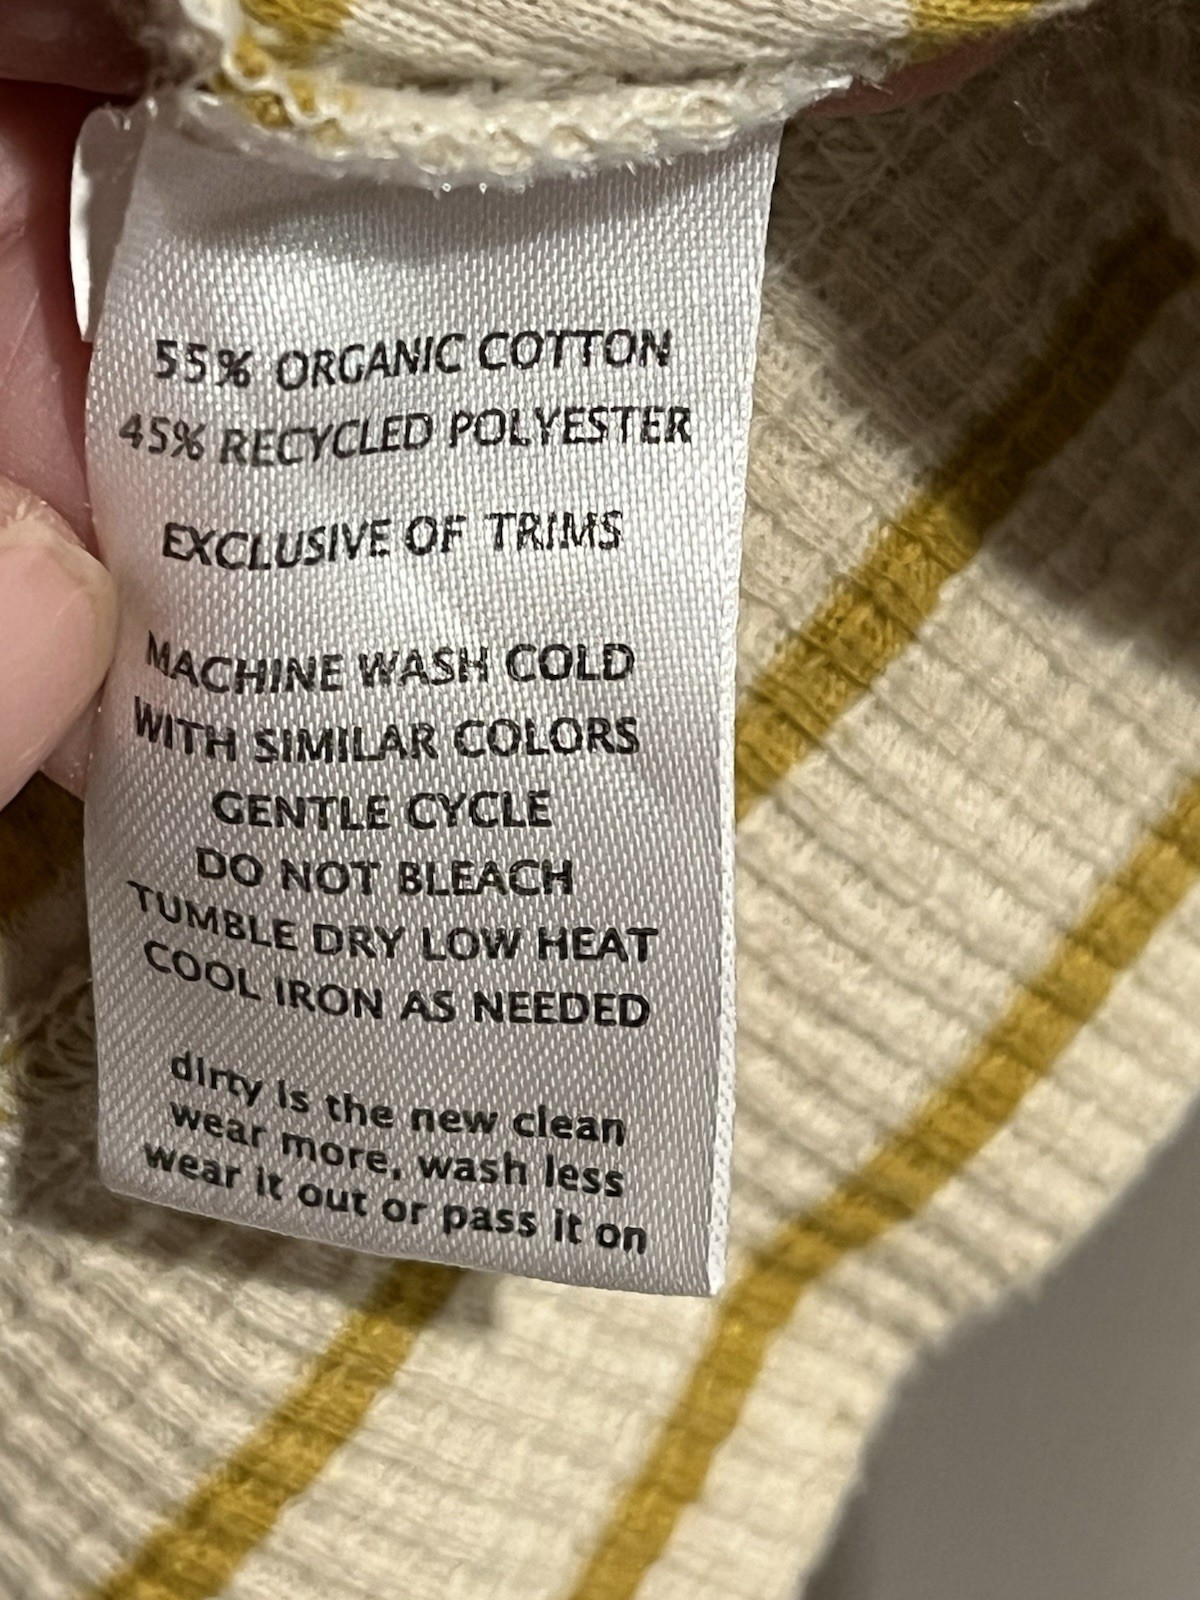 55% ORGANIC COTTON
45% RECYCLED POLYESTER
EXCLUSIVE OF TRIMS
MACHINE WASH COLD
WITH SIMILAR COLORS
GENTLE CYCLE
DO NOT BLEACH
TUMBLE DRY LOW HEAT
COOL IRON AS NEEDED
dirty is the new clean
wear more, wash less
wear it out or pass it on